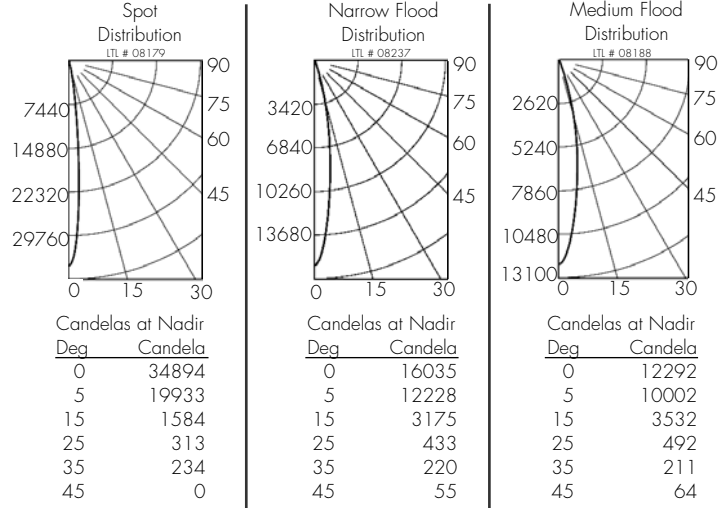 Spot
Distribution
LTL # 08179
90
75
60
45
7440
14880
22320
29760
0 15 30
Candelas at Nadir
Deg Candela
0 34894
5 19933
15 1584
25 313
35 234
45 0
Narrow Flood
Distribution
LTL # 08237
90
75
60
45
3420
6840
10260
13680
0 15 30
Candelas at Nadir
Deg Candela
0 16035
5 12228
15 3175
25 433
35 220
45 55
Medium Flood
Distribution
LTL # 08188
90
75
60
45
2620
5240
7860
10480
13100
0 15 30
Candelas at Nadir
Deg Candela
0 12292
5 10002
15 3532
25 492
35 211
45 64